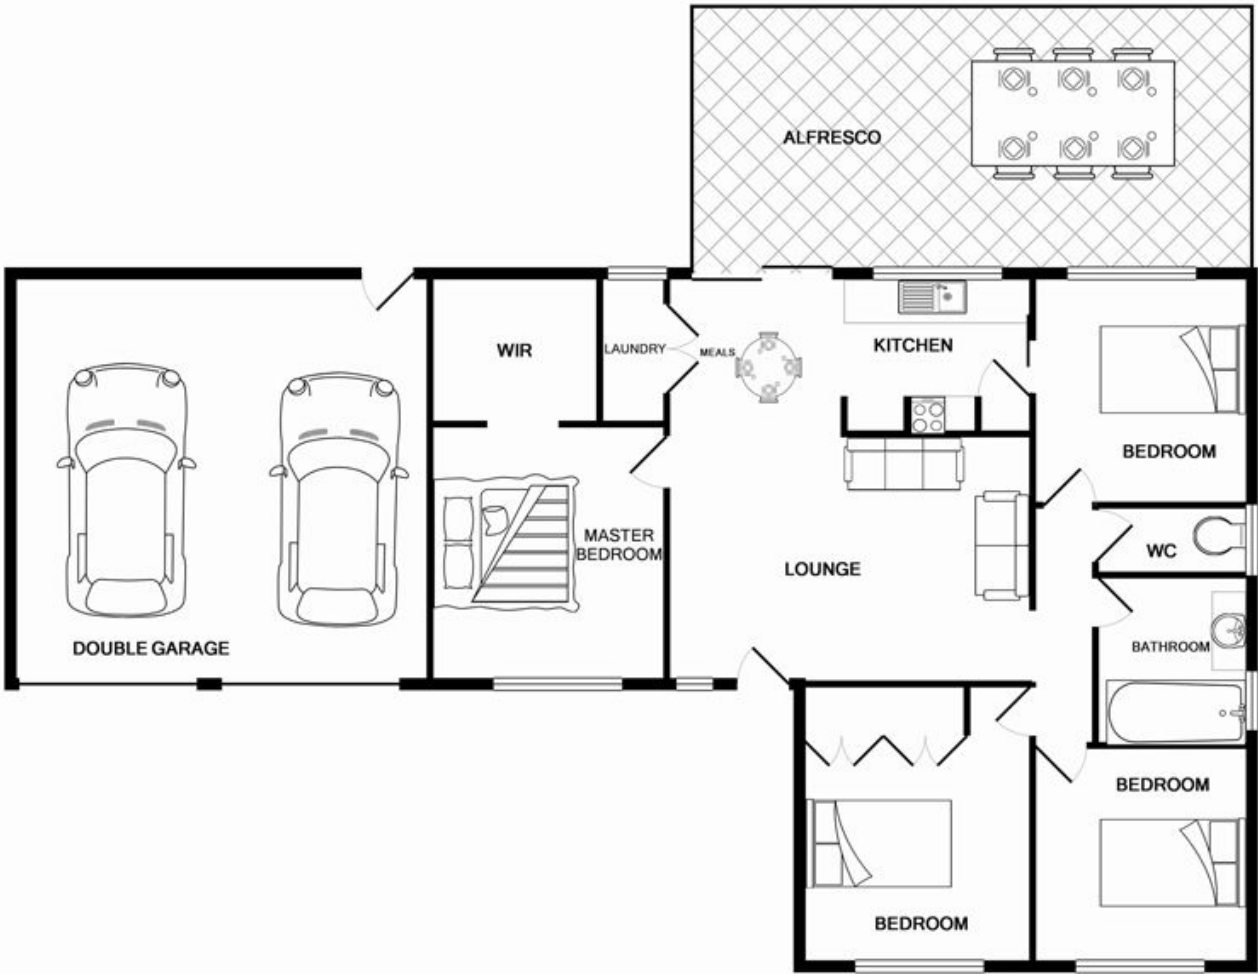 ALFRESCO
WIR
LAUNDRY
MEALS
KITCHEN
BEDROOM
MASTER
BEDROOM
LOUNGE
WC
DOUBLE GARAGE
BATHROOM
BEDROOM
BEDROOM